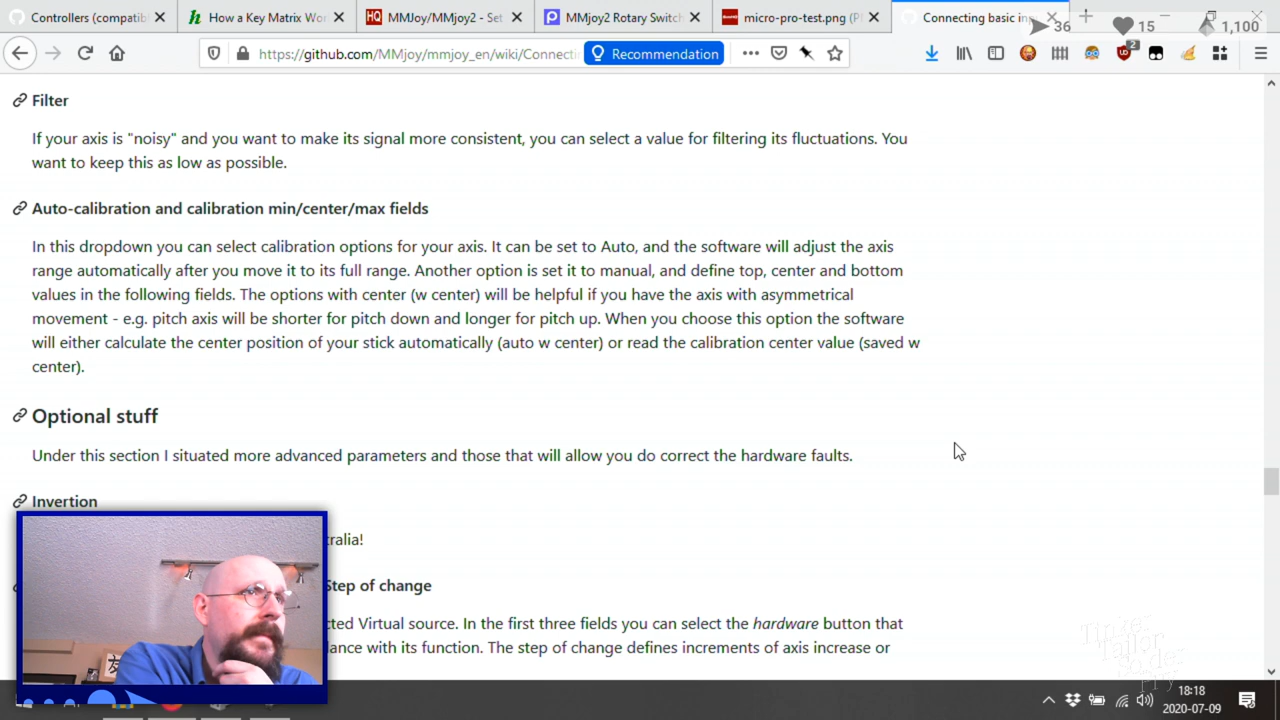 Controllers (compatib
How a Key Matrix Wor
MMJoy/MMjoy2 - Set
MMJoy2 Rotary Switch
micro-pro-test.png (P
Connecting basic in
36
15
1,100
https://github.com/MMjoy/mmjoy_en/wiki/Connecti
Recommendation
2
Filter
If your axis is "noisy" and you want to make its signal more consistent, you can select a value for filtering its fluctuations. You
want to keep this as low as possible.
Auto-calibration and calibration min/center/max fields
In this dropdown you can select calibration options for your axis. It can be set to Auto, and the software will adjust the axis
range automatically after you move it to its full range. Another option is set it to manual, and define top, center and bottom
values in the following fields. The options with center (w center) will be helpful if you have the axis with asymmetrical
movement - e.g. pitch axis will be shorter for pitch down and longer for pitch up. When you choose this option the software
will either calculate the center position of your stick automatically (auto w center) or read the calibration center value (saved w
center).
Optional stuff
Under this section I situated more advanced parameters and those that will allow you do correct the hardware faults.
Invertion
tralia!
Step of change
cted Virtual source. In the first three fields you can select the hardware button that
lance with its function. The step of change defines increments of axis increase or
Tinker
Tailor
Solder
Fry
18:18
2020-07-09